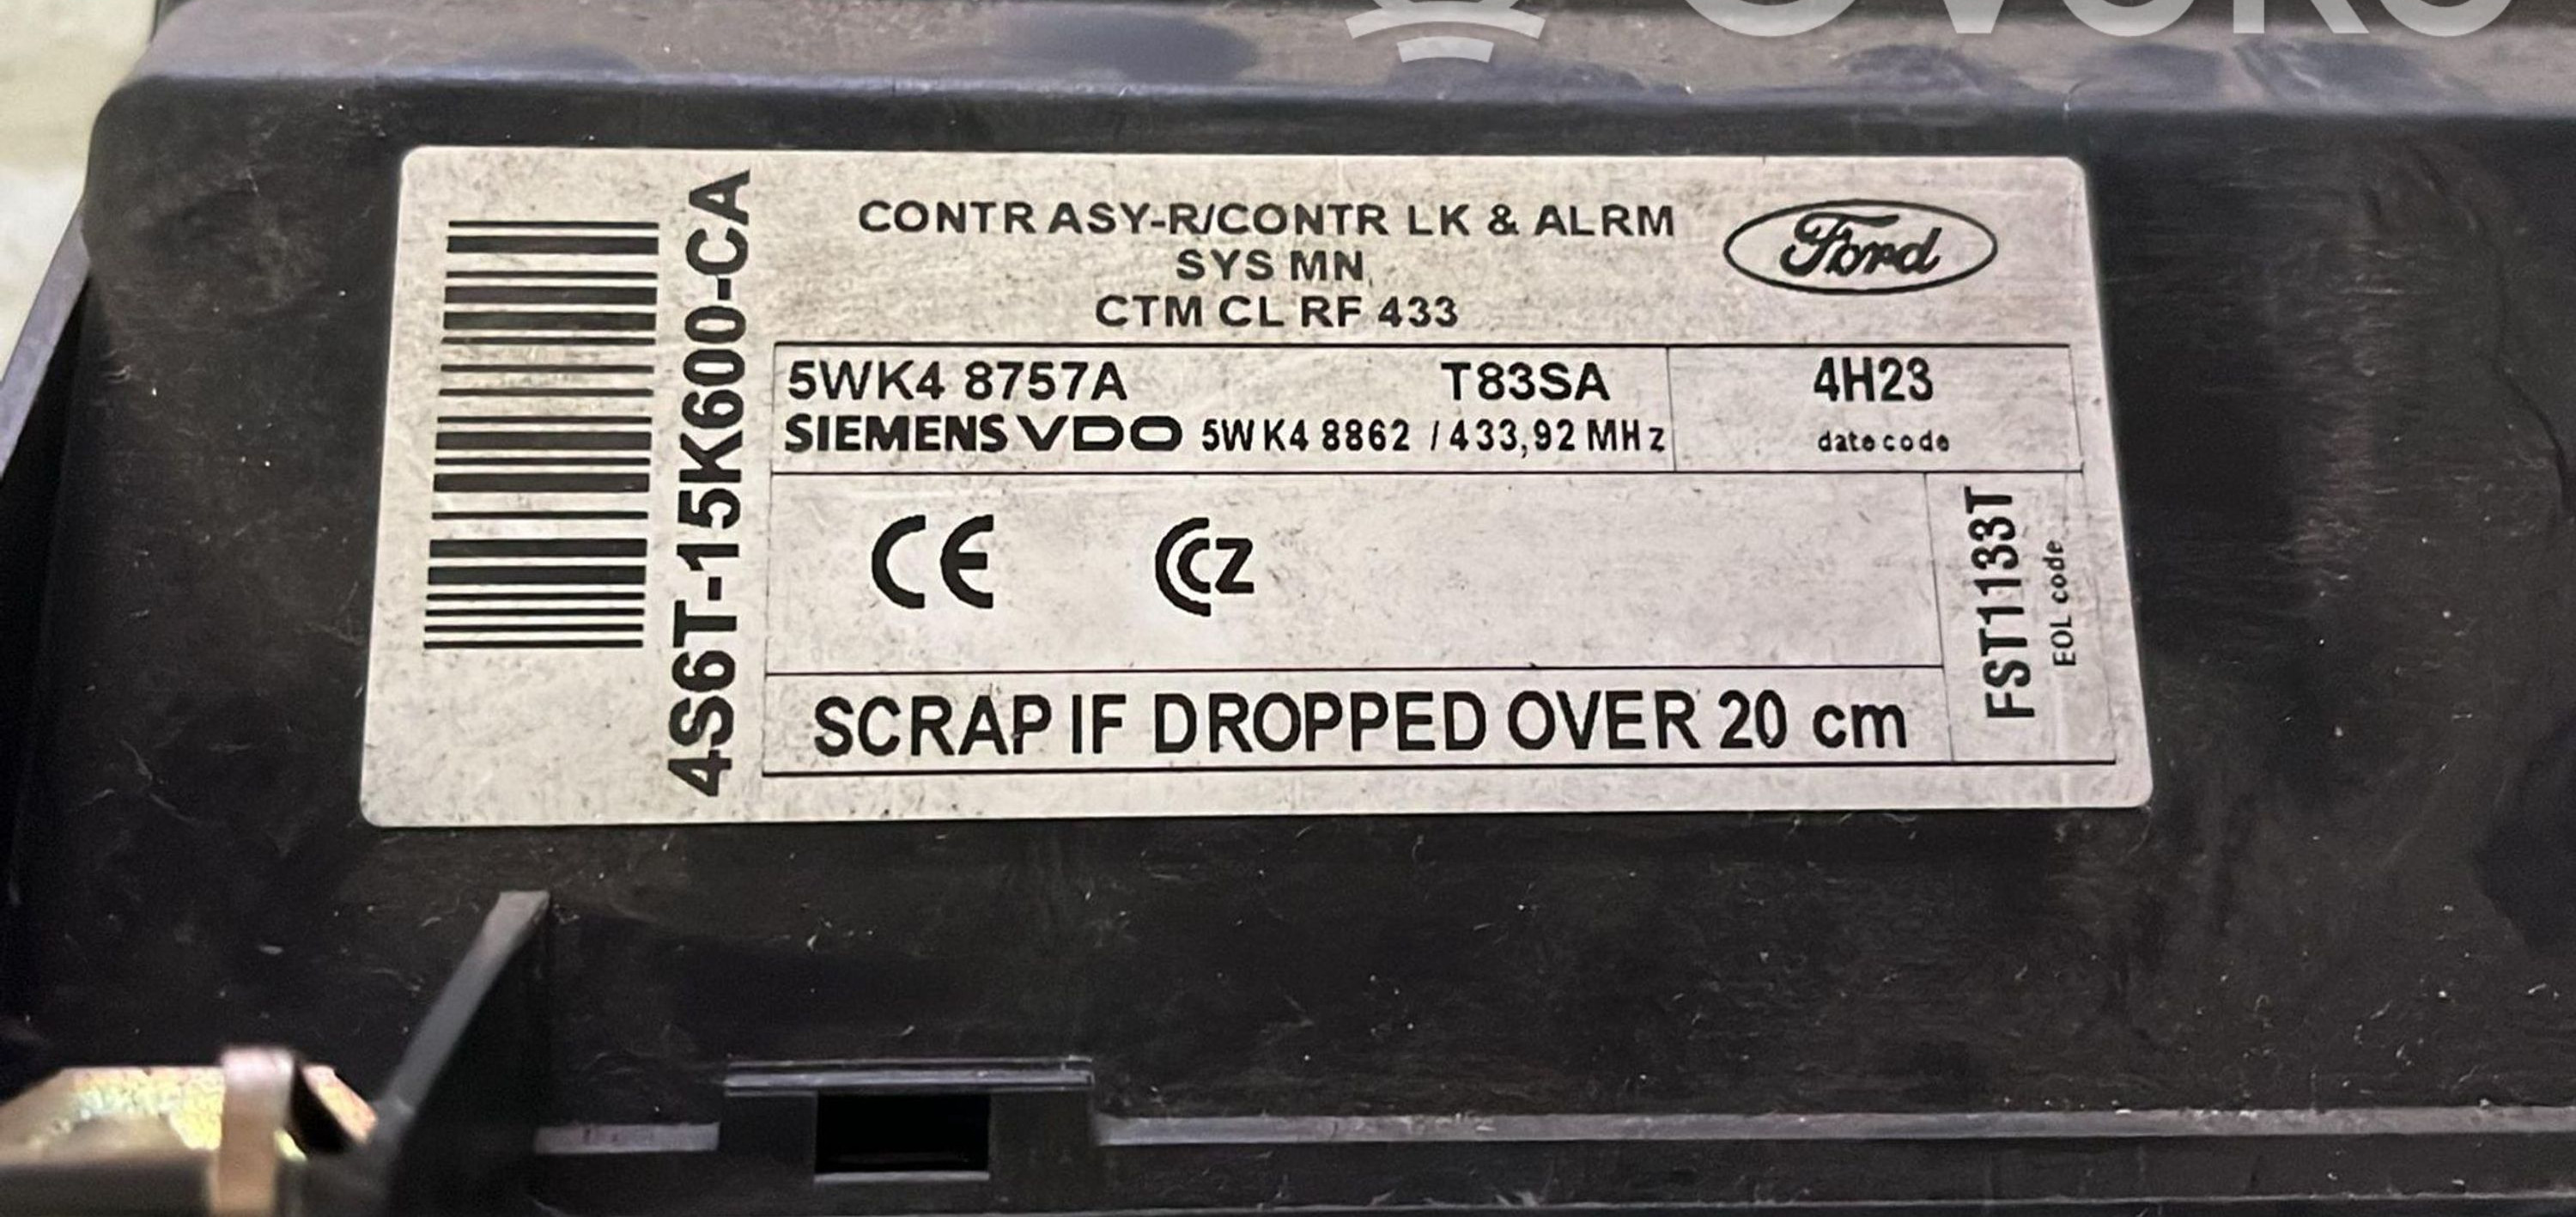 CONTR ASY-R/CONTR LK & ALRM
SYS MN
CTM CL RF 433
Ford
4S6T-15K600-CA
5WK4 8757A T83SA
4H23
SIEMENS VDO 5WK4 8862 / 433,92 MHz
date code
CE CCZ
FST1133T
EOL code
SCRAP IF DROPPED OVER 20 cm